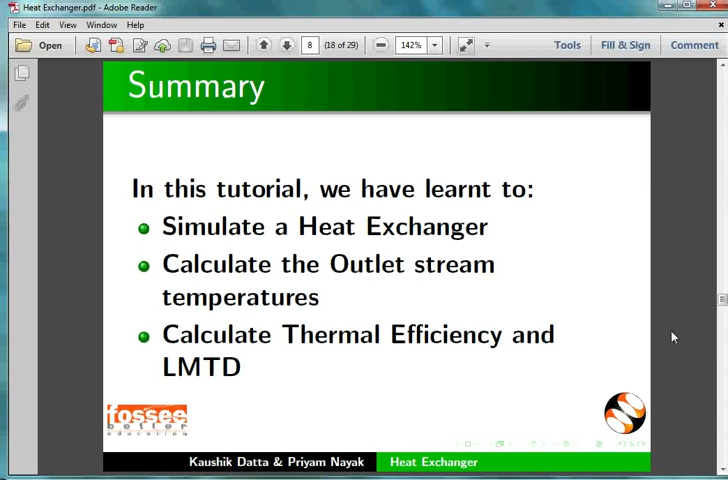 Heat Exchanger.pdf - Adobe Reader
File Edit View Window Help
Open 8 (18 of 29) 142% Tools Fill & Sign Comment
Summary
In this tutorial, we have learnt to:
Simulate a Heat Exchanger
Calculate the Outlet stream
temperatures
Calculate Thermal Efficiency and
LMTD
fossee
better
education
Kaushik Datta & Priyam Nayak Heat Exchanger